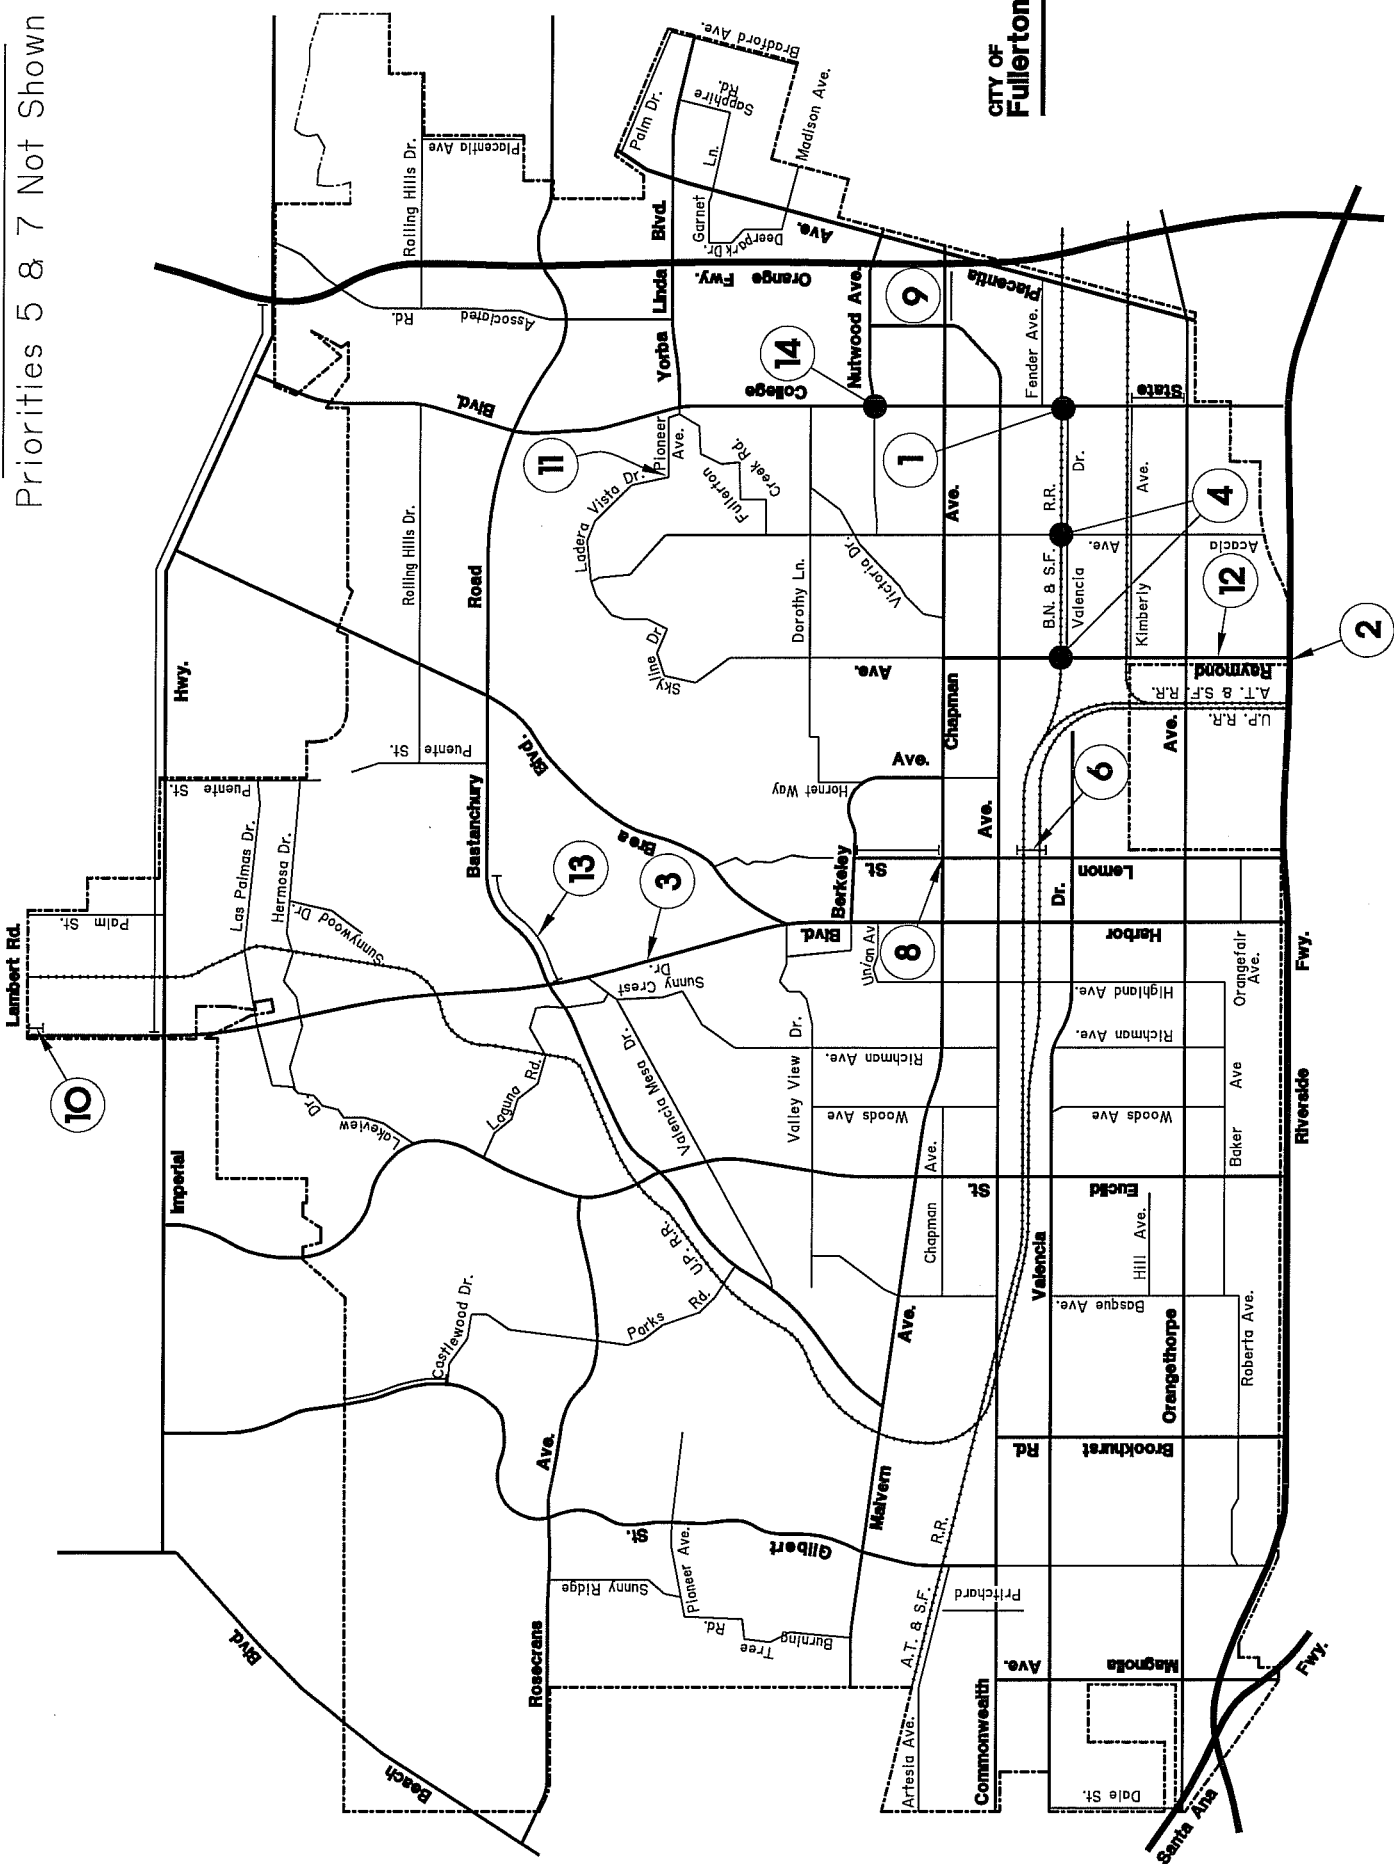 Priorities 5 & 7 Not Shown
CITY OF
Fullerton
Lambert Rd.
Palm St.
10
Imperial
Hwy.
Puente St.
Las Palmas Dr.
Hermosa Dr.
Sunnywood Dr.
Lakeview Dr.
Laguna Rd.
Puente St.
Rolling Hills Dr.
Rolling Hills Dr.
Placentia Ave
Associated Rd.
Blvd.
Bastanchury
Road
Brea
Blvd.
13
3
11
Ladera Vista Dr.
Pioneer Ave.
Fullerton Creek Rd.
Skyline Dr.
Yorba
Linda
Blvd.
Palm Dr.
Bradford Ave.
Sapphire Rd.
Garnet Ln.
Deerpark Dr.
Madison Ave.
Orange Fwy.
Placentia
Ave.
College
14
Nutwood Ave.
9
Fender Ave.
State
1
B.N. & S.F. R.R.
Valencia Dr.
Kimberly Ave.
Acacia Ave.
4
12
2
Raymond
Ave.
A.T. & S.F. R.R.
U.P. R.R.
Dorothy Ln.
Victoria Dr.
Hornet Way
Berkeley
Ave.
Chapman
Ave.
6
8
Lemon
St.
Harbor
Blvd.
Union Av
Highland Ave.
Richman Ave.
Richman Ave.
Woods Ave
Woods Ave
Orangefair Ave.
Baker Ave
Sunny Crest Dr.
Valencia Mesa Dr.
Valley View Dr.
Euclid
St.
Chapman Ave.
Hill Ave.
Basque Ave.
Roberta Ave.
U.P. R.R.
Parks Rd.
Castlewood Dr.
Valencia
Dr.
Orangethorpe
Ave.
Riverside
Fwy.
Brookhurst
Rd.
Malvern
Ave.
Gilbert
St.
Pioneer Ave.
Sunny Ridge
Burning Tree Rd.
Rosecrans
Ave.
Beach
Blvd.
A.T. & S.F. R.R.
Artesia Ave.
Pritchard
Commonwealth
Ave.
Magnolia
Ave.
Dale St.
Santa Ana
Fwy.